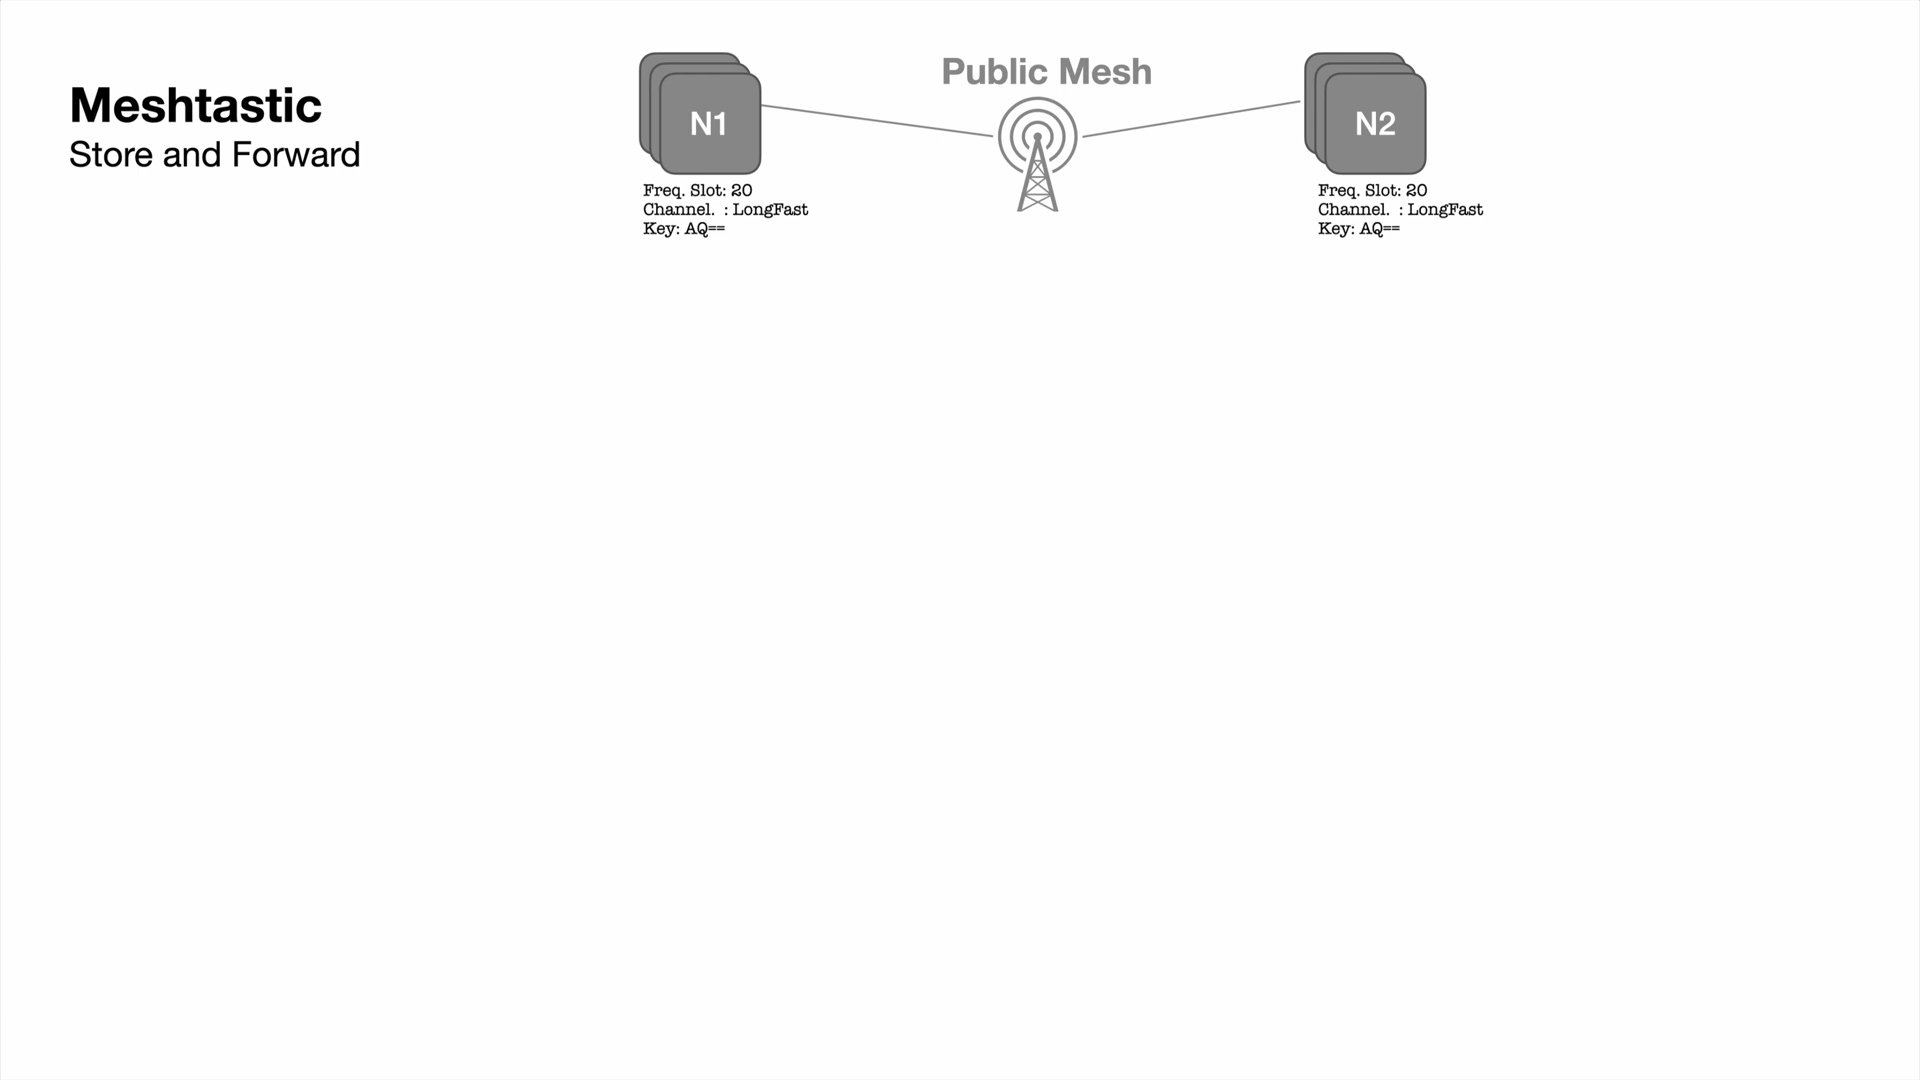 Meshtastic
Store and Forward
N1
Public Mesh
N2
Freq. Slot: 20
Channel.  : LongFast
Key: AQ==
Freq. Slot: 20
Channel.  : LongFast
Key: AQ==